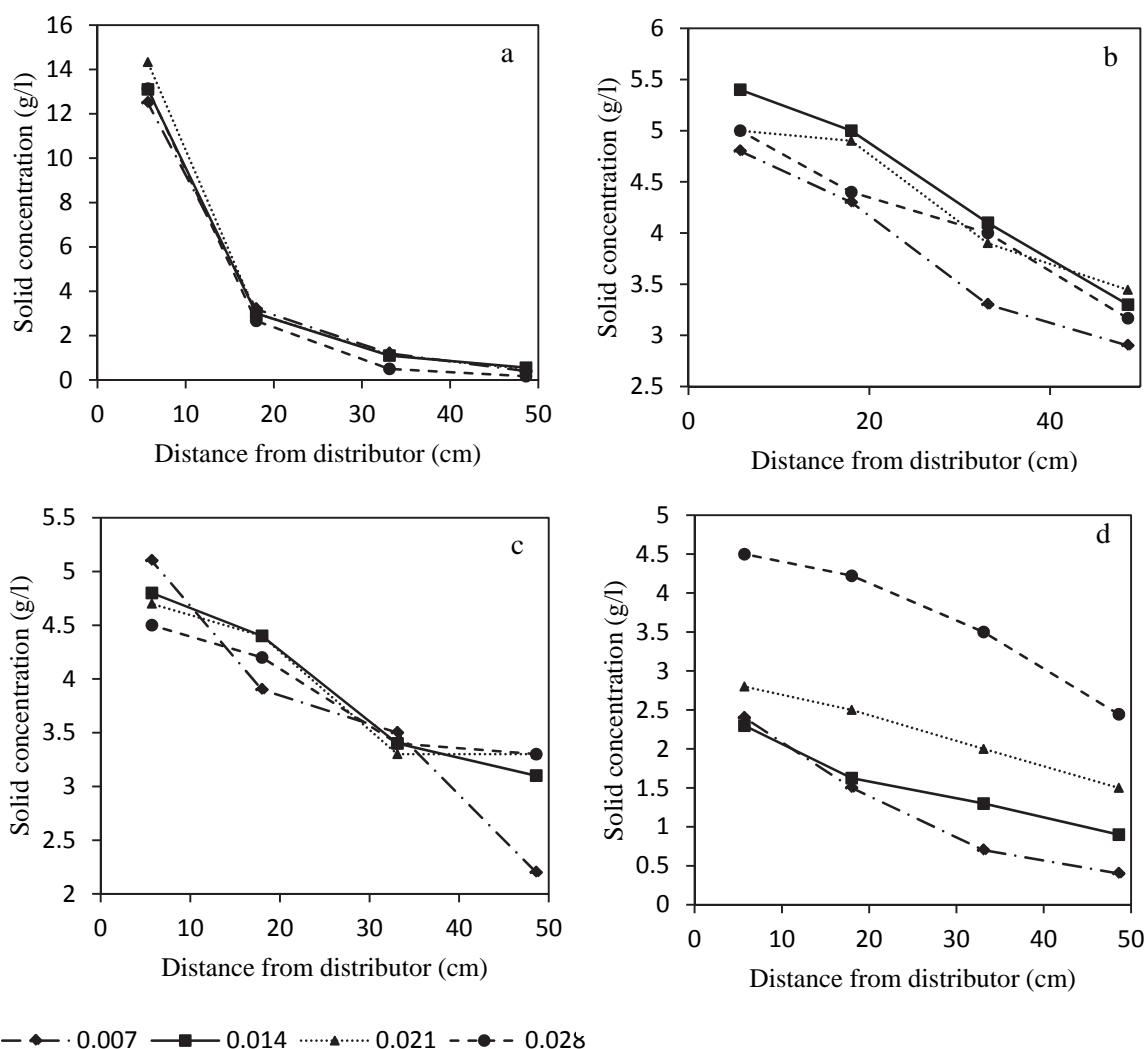 a
Solid concentration (g/l)
16
14
12
10
8
6
4
2
0
0 10 20 30 40 50
Distance from distributor (cm)
b
Solid concentration (g/l)
6
5.5
5
4.5
4
3.5
3
2.5
0 20 40
Distance from distributor (cm)
c
Solid concentration (g/l)
5.5
5
4.5
4
3.5
3
2.5
2
0 10 20 30 40 50
Distance from distributor (cm)
d
Solid concentration (g/l)
5
4.5
4
3.5
3
2.5
2
1.5
1
0.5
0
0 10 20 30 40 50
Distance from distributor (cm)
0.007 0.014 0.021 0.028